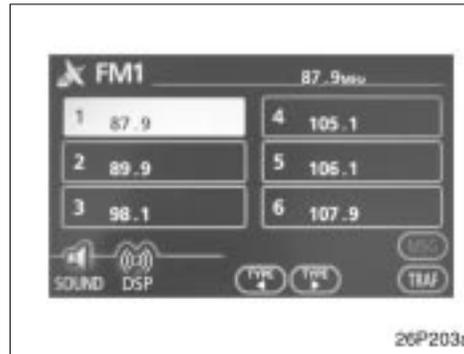 FM1 87.9MHz
1 87.9
2 89.9
3 98.1
4 105.1
5 106.1
6 107.9
MSG
SOUND DSP TYPE TYPE TRAF
26P203a